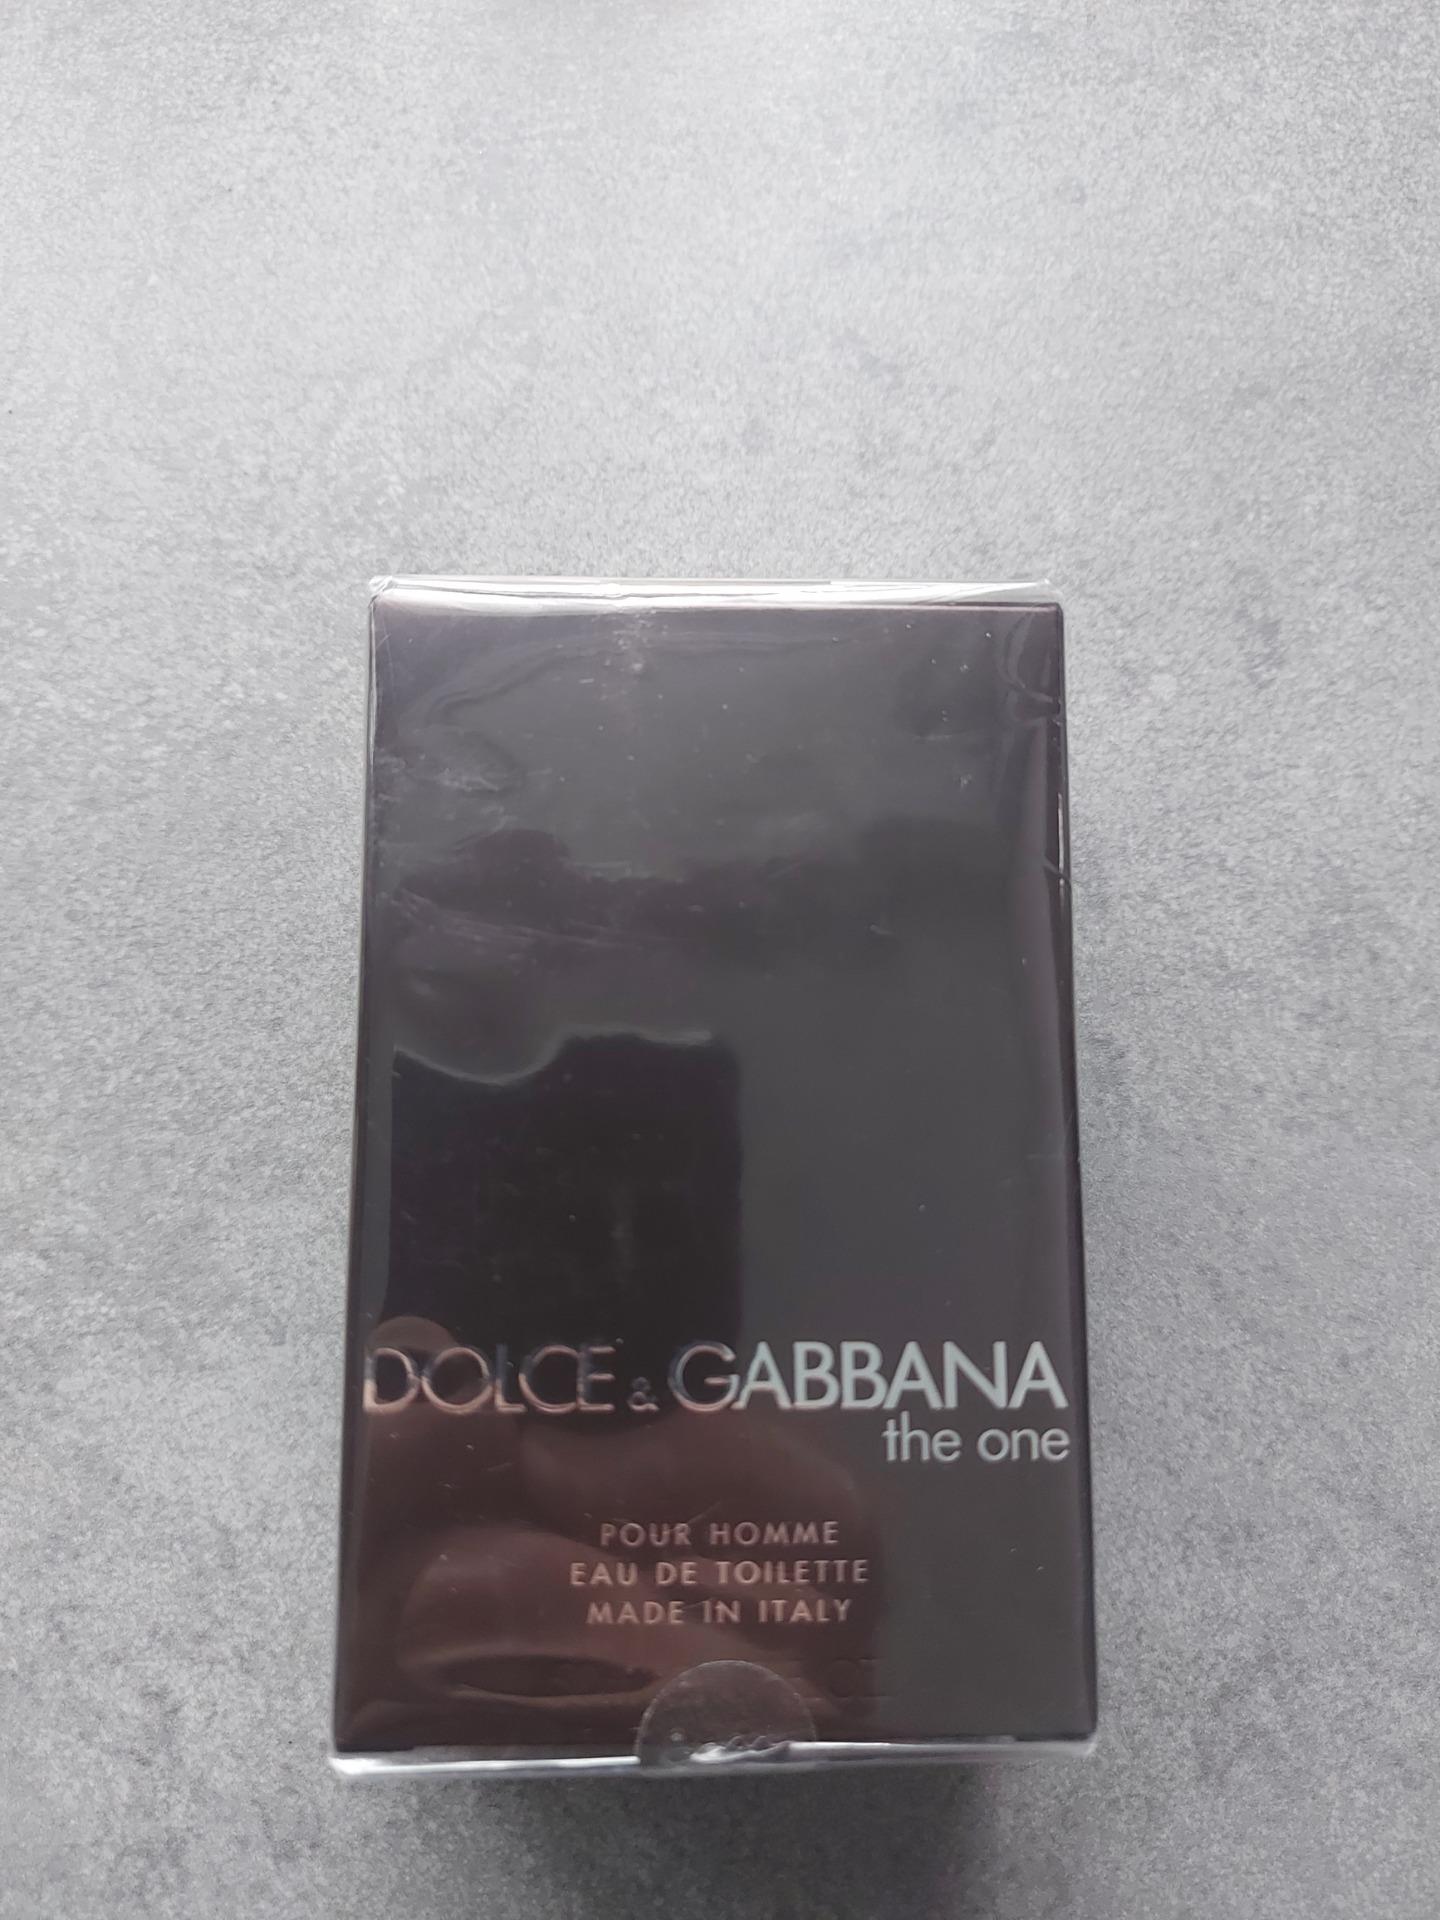 DOLCE & GABBANA
the one
POUR HOMME
EAU DE TOILETTE
MADE IN ITALY